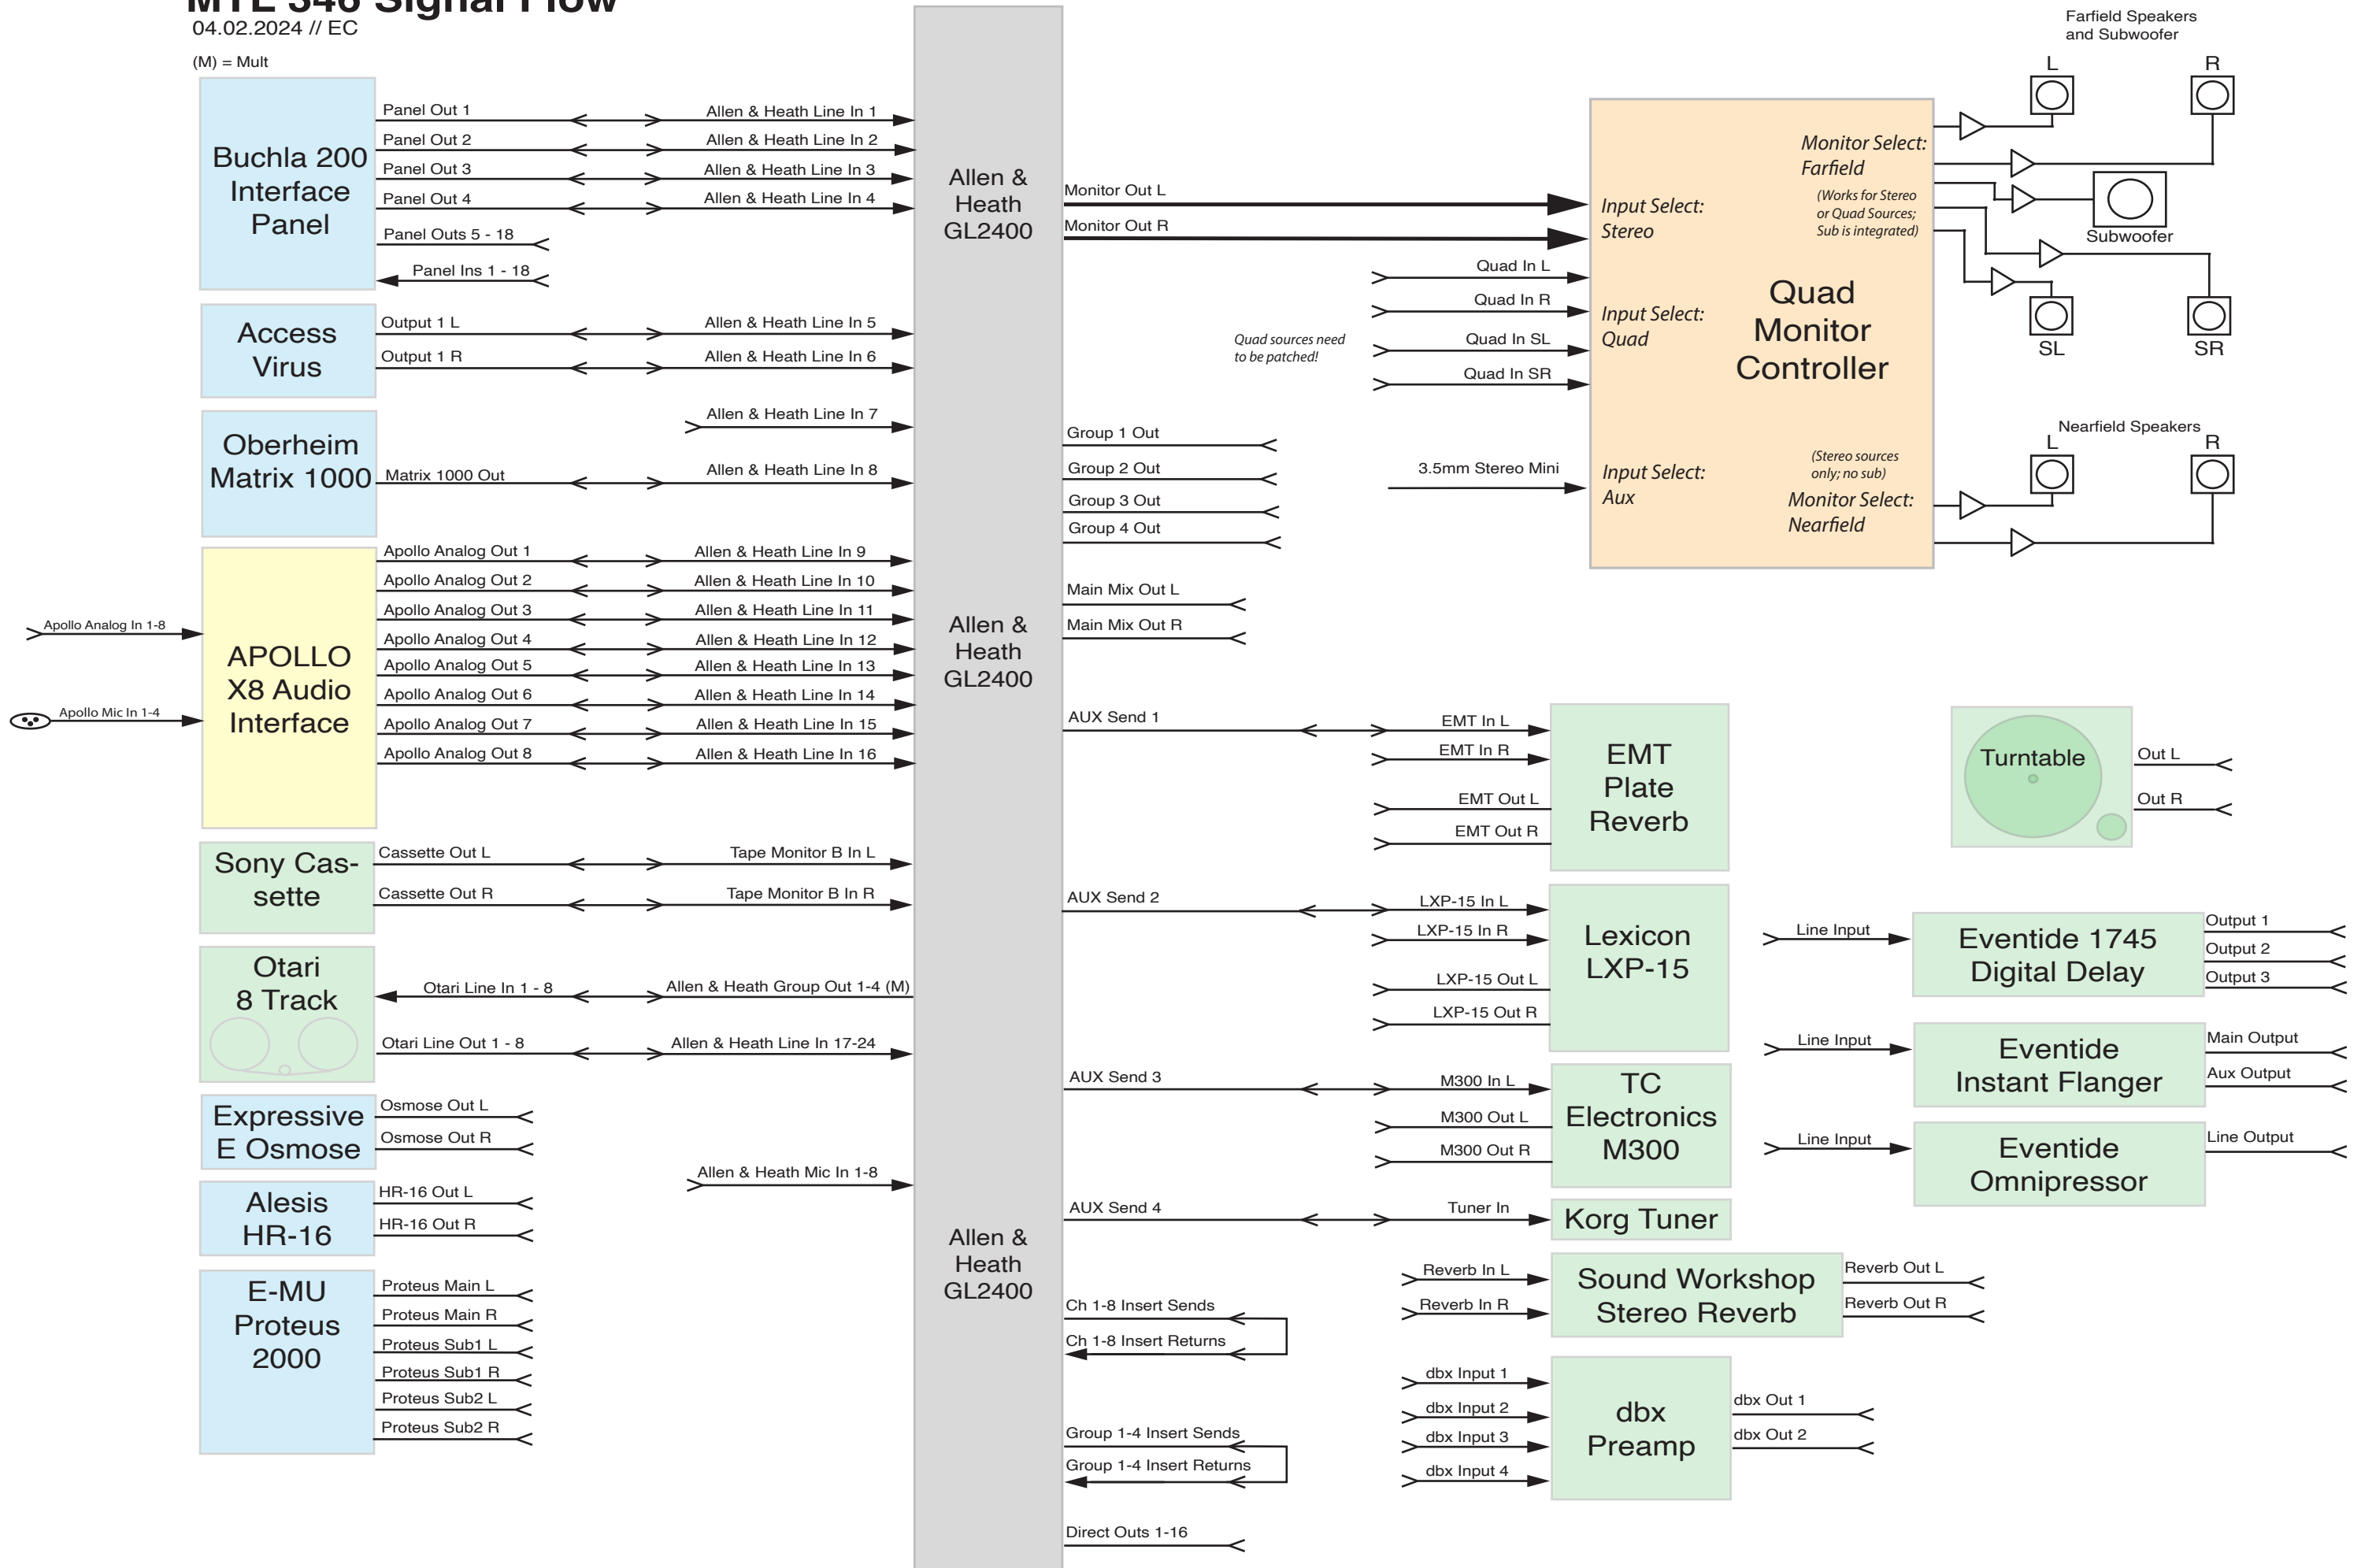 MTL 346 Signal Flow
04.02.2024 // EC
(M) = Mult
Buchla 200
Interface
Panel
Panel Out 1
Panel Out 2
Panel Out 3
Panel Out 4
Panel Outs 5 - 18
Panel Ins 1 - 18
Allen & Heath Line In 1
Allen & Heath Line In 2
Allen & Heath Line In 3
Allen & Heath Line In 4
Access
Virus
Output 1 L
Output 1 R
Allen & Heath Line In 5
Allen & Heath Line In 6
Allen & Heath Line In 7
Oberheim
Matrix 1000
Matrix 1000 Out
Allen & Heath Line In 8
Apollo Analog In 1-8
Apollo Mic In 1-4
APOLLO
X8 Audio
Interface
Apollo Analog Out 1
Apollo Analog Out 2
Apollo Analog Out 3
Apollo Analog Out 4
Apollo Analog Out 5
Apollo Analog Out 6
Apollo Analog Out 7
Apollo Analog Out 8
Allen & Heath Line In 9
Allen & Heath Line In 10
Allen & Heath Line In 11
Allen & Heath Line In 12
Allen & Heath Line In 13
Allen & Heath Line In 14
Allen & Heath Line In 15
Allen & Heath Line In 16
Sony Cas-
sette
Cassette Out L
Cassette Out R
Tape Monitor B In L
Tape Monitor B In R
Otari
8 Track
Otari Line In 1 - 8
Otari Line Out 1 - 8
Allen & Heath Group Out 1-4 (M)
Allen & Heath Line In 17-24
Expressive
E Osmose
Osmose Out L
Osmose Out R
Allen & Heath Mic In 1-8
Alesis
HR-16
HR-16 Out L
HR-16 Out R
E-MU
Proteus
2000
Proteus Main L
Proteus Main R
Proteus Sub1 L
Proteus Sub1 R
Proteus Sub2 L
Proteus Sub2 R
Allen &
Heath
GL2400
Allen &
Heath
GL2400
Allen &
Heath
GL2400
Monitor Out L
Monitor Out R
Quad In L
Quad In R
Quad In SL
Quad In SR
Quad sources need
to be patched!
3.5mm Stereo Mini
Group 1 Out
Group 2 Out
Group 3 Out
Group 4 Out
Main Mix Out L
Main Mix Out R
Input Select:
Stereo
Input Select:
Quad
Input Select:
Aux
Quad
Monitor
Controller
Monitor Select:
Farfield
(Works for Stereo
or Quad Sources;
Sub is integrated)
(Stereo sources
only; no sub)
Monitor Select:
Nearfield
Farfield Speakers
and Subwoofer
L
R
Subwoofer
SL
SR
Nearfield Speakers
L
R
AUX Send 1
EMT In L
EMT In R
EMT Out L
EMT Out R
EMT
Plate
Reverb
Turntable
Out L
Out R
AUX Send 2
LXP-15 In L
LXP-15 In R
LXP-15 Out L
LXP-15 Out R
Lexicon
LXP-15
Line Input
Eventide 1745
Digital Delay
Output 1
Output 2
Output 3
Line Input
Eventide
Instant Flanger
Main Output
Aux Output
AUX Send 3
M300 In L
M300 Out L
M300 Out R
TC
Electronics
M300
Line Input
Eventide
Omnipressor
Line Output
AUX Send 4
Tuner In
Korg Tuner
Reverb In L
Reverb In R
Sound Workshop
Stereo Reverb
Reverb Out L
Reverb Out R
Ch 1-8 Insert Sends
Ch 1-8 Insert Returns
dbx Input 1
dbx Input 2
dbx Input 3
dbx Input 4
dbx
Preamp
dbx Out 1
dbx Out 2
Group 1-4 Insert Sends
Group 1-4 Insert Returns
Direct Outs 1-16